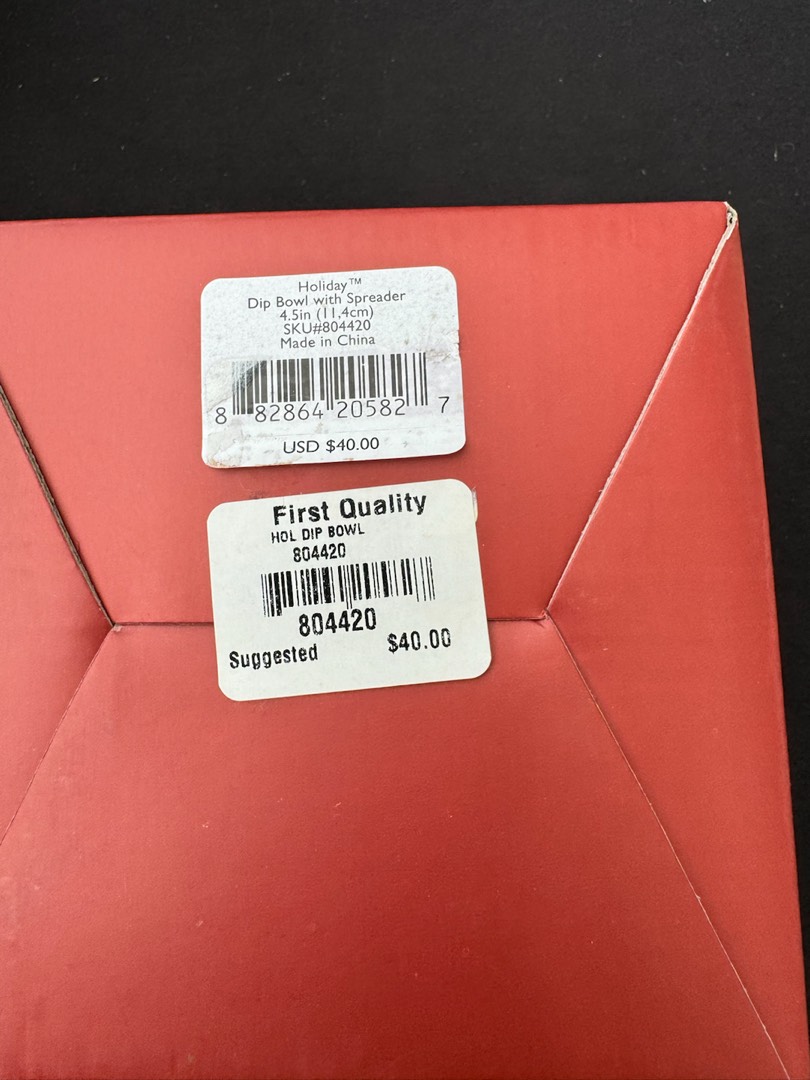 Holiday™
Dip Bowl with Spreader
4.5in (11,4cm)
SKU#804420
Made in China
8 82864 20582 7
USD $40.00
First Quality
HOL DIP BOWL
804420
804420
Suggested $40.00